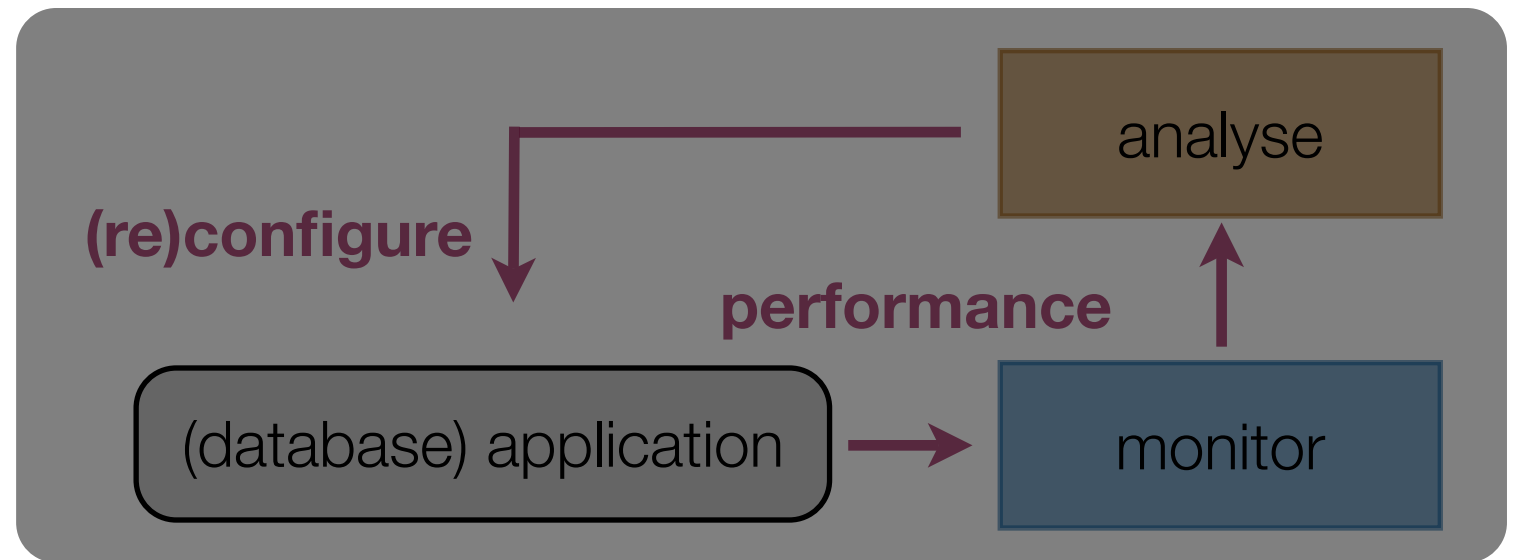 analyse
(re)configure
performance
(database) application
monitor